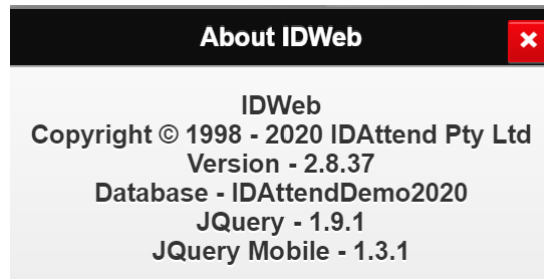 About IDWeb
IDWeb
Copyright © 1998 - 2020 IDAttend Pty Ltd
Version - 2.8.37
Database - IDAttendDemo2020
JQuery - 1.9.1
JQuery Mobile - 1.3.1